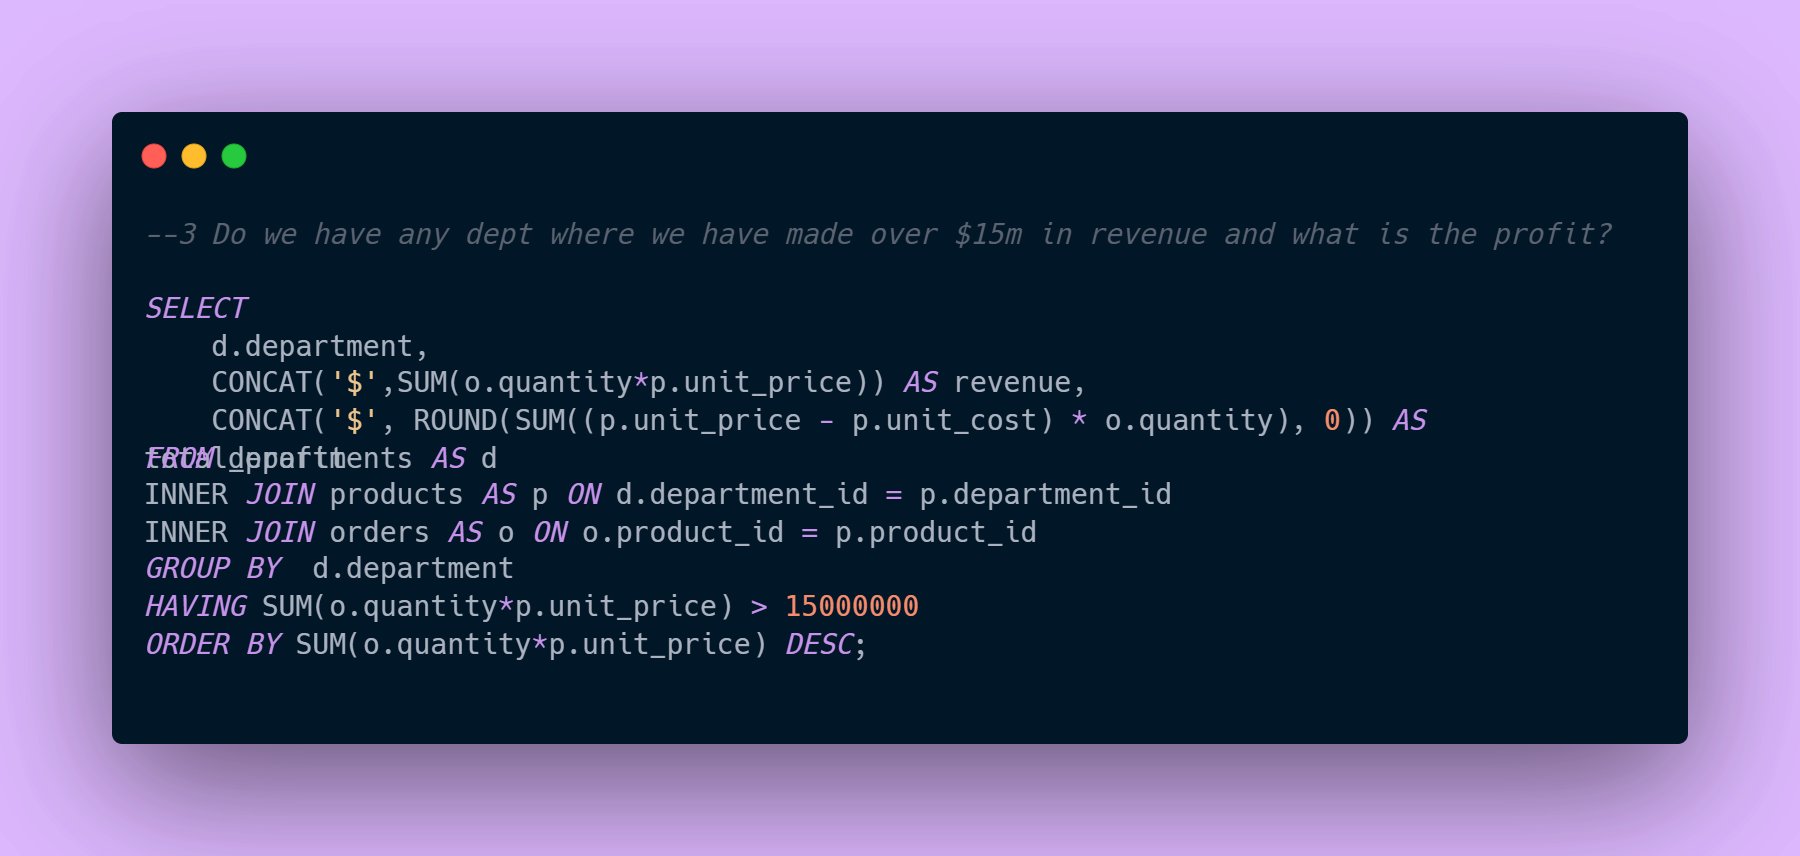 --3 Do we have any dept where we have made over $15m in revenue and what is the profit?
SELECT
    d.department,
    CONCAT('$',SUM(o.quantity*p.unit_price)) AS revenue,
    CONCAT('$', ROUND(SUM((p.unit_price - p.unit_cost) * o.quantity), 0)) AS
total_profit
FROM departments AS d
INNER JOIN products AS p ON d.department_id = p.department_id
INNER JOIN orders AS o ON o.product_id = p.product_id
GROUP BY  d.department
HAVING SUM(o.quantity*p.unit_price) > 15000000
ORDER BY SUM(o.quantity*p.unit_price) DESC;